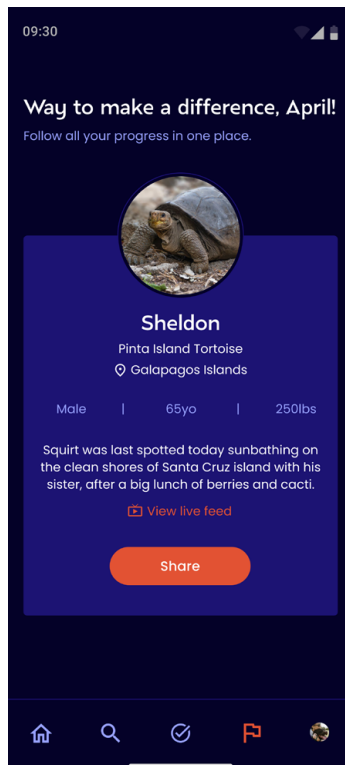 09:30
Way to make a difference, April!
Follow all your progress in one place.
Sheldon
Pinta Island Tortoise
Galapagos Islands
Male | 65yo | 250lbs
Squirt was last spotted today sunbathing on
the clean shores of Santa Cruz island with his
sister, after a big lunch of berries and cacti.
View live feed
Share